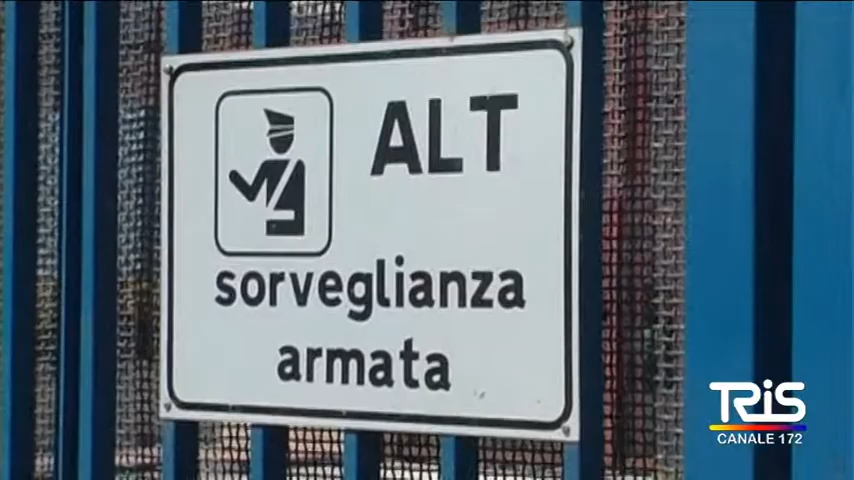 ALT
sorveglianza
armata
TRiS
CANALE 172